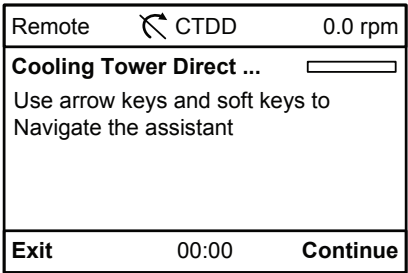 Remote CTDD 0.0 rpm
Cooling Tower Direct ...
Use arrow keys and soft keys to
Navigate the assistant
Exit 00:00 Continue